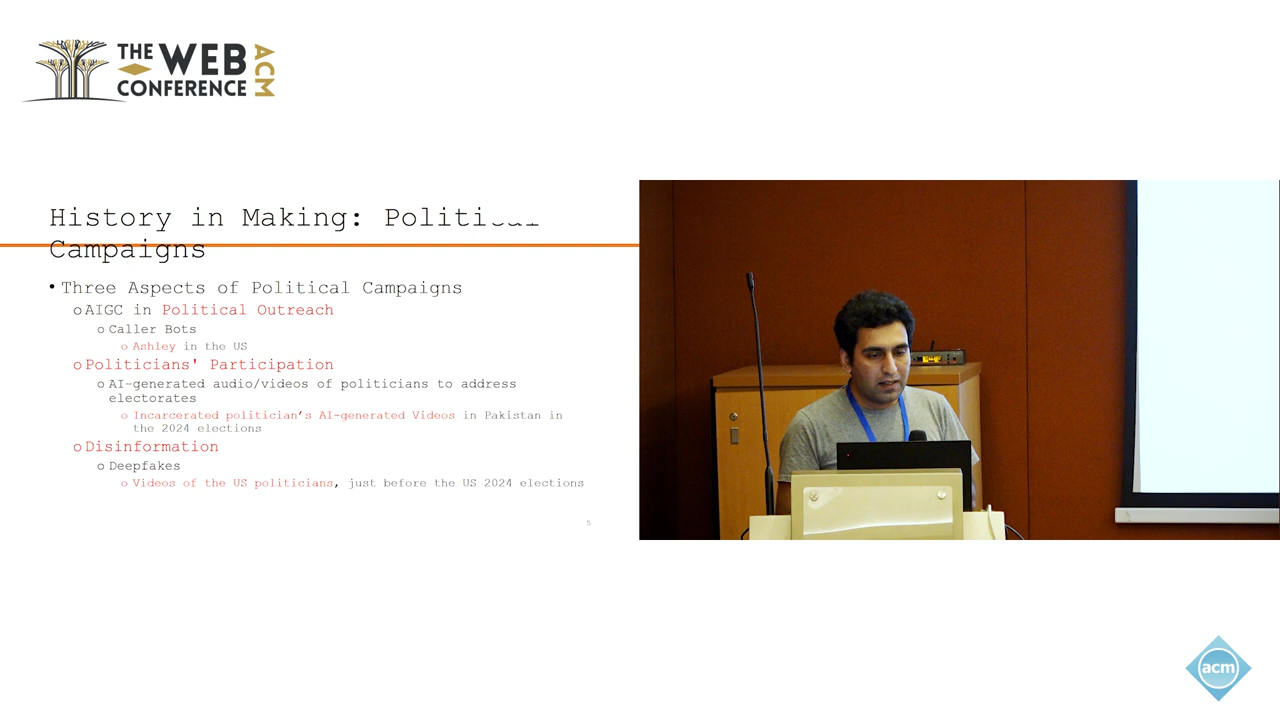 THE WEB
CONFERENCE
ACM
History in Making: Political
Campaigns
• Three Aspects of Political Campaigns
o AIGC in Political Outreach
o Caller Bots
o Ashley in the US
o Politicians' Participation
o AI-generated audio/videos of politicians to address
electorates
o Incarcerated politician’s AI-generated Videos in Pakistan in
the 2024 elections
o Disinformation
o Deepfakes
o Videos of the US politicians, just before the US 2024 elections
5
acm